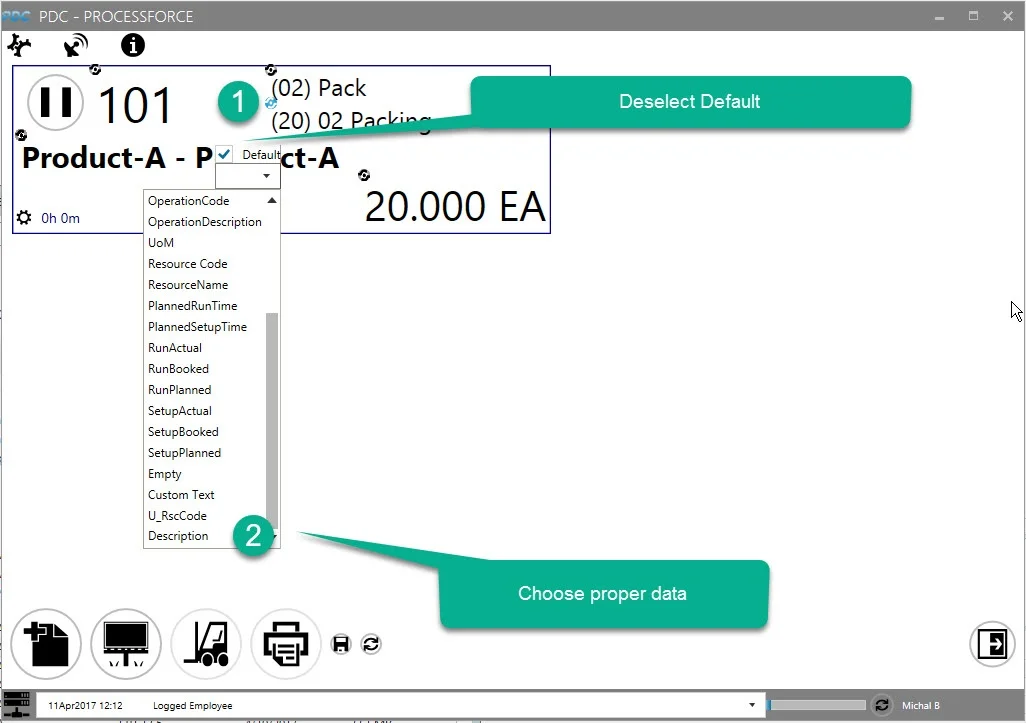 PDC PDC - PROCESSFORCE
101
1
(02) Pack
(20) 02 Packing
Deselect Default
Product-A - P
Default
ct-A
0h 0m
20.000 EA
OperationCode
OperationDescription
UoM
Resource Code
ResourceName
PlannedRunTime
PlannedSetupTime
RunActual
RunBooked
RunPlanned
SetupActual
SetupBooked
SetupPlanned
Empty
Custom Text
U_RscCode
Description
2
Choose proper data
11Apr2017 12:12
Logged Employee
Michal B